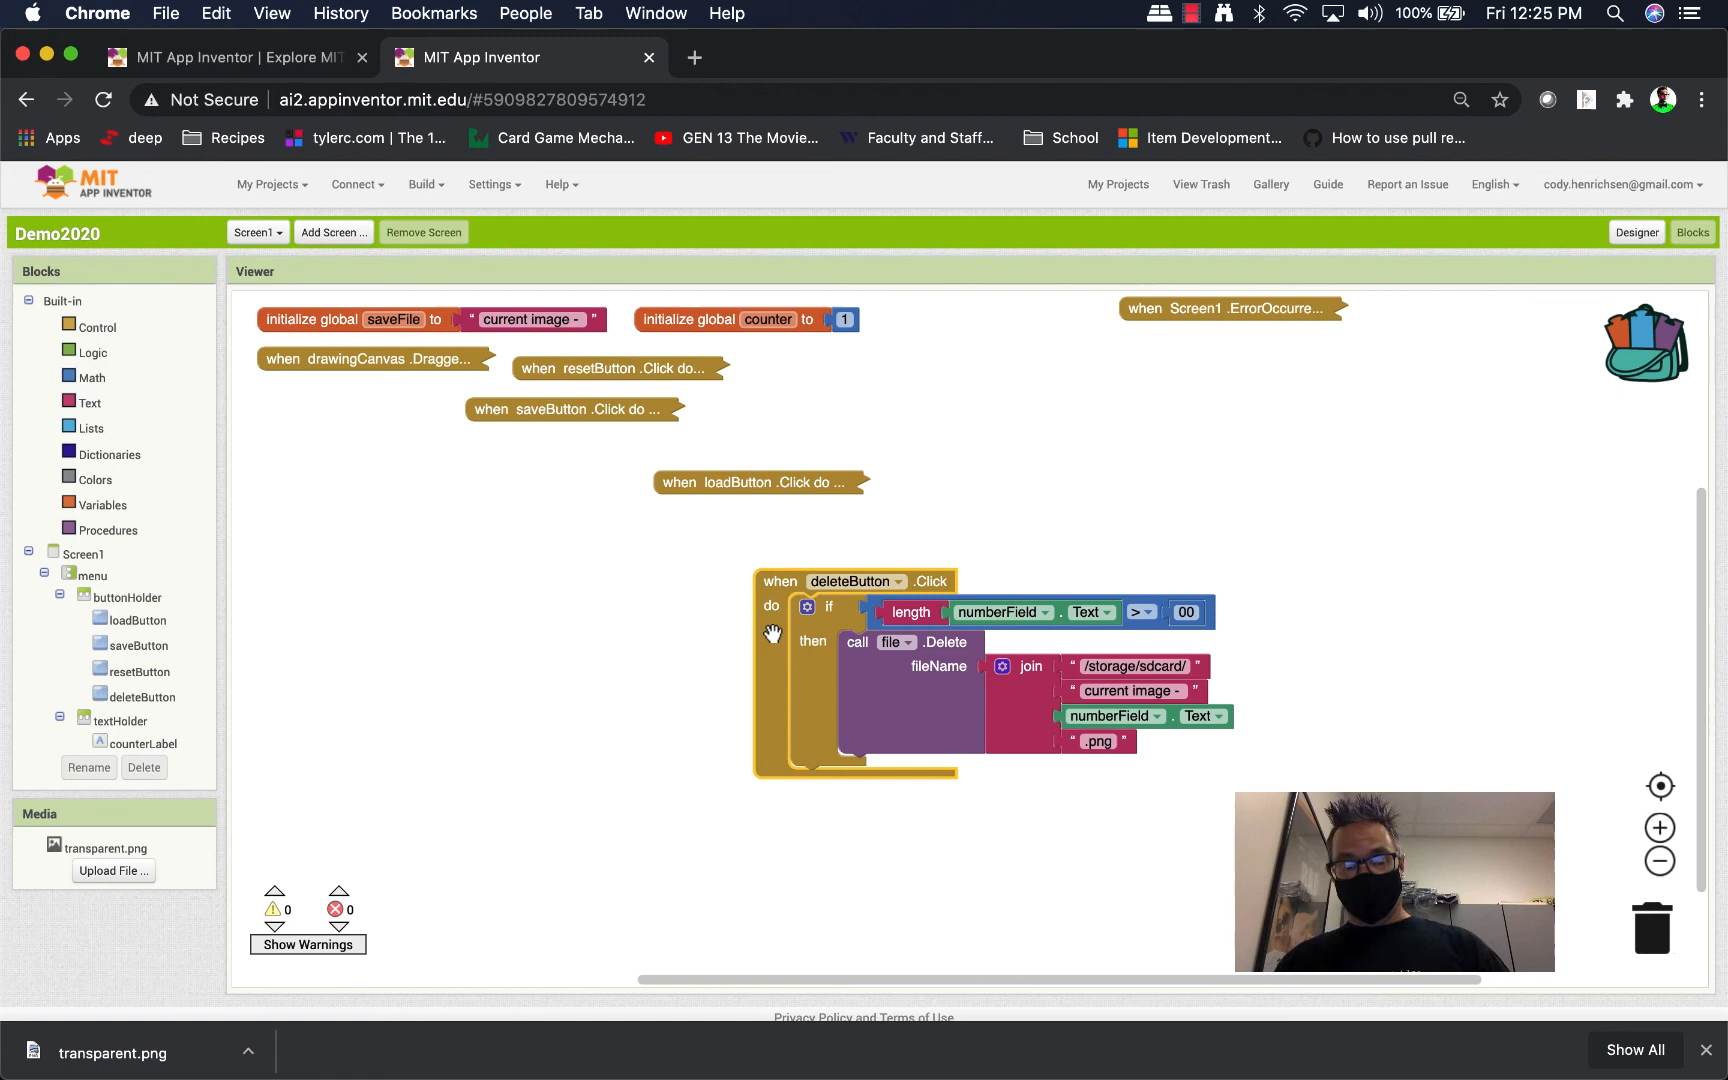 Chrome File Edit View History Bookmarks People Tab Window Help
100% Fri 12:25 PM
MIT App Inventor | Explore MIT
MIT App Inventor
Not Secure ai2.appinventor.mit.edu/#5909827809574912
Apps deep Recipes tylerc.com | The 1... Card Game Mecha... GEN 13 The Movie... Faculty and Staff... School Item Development... How to use pull re...
MIT
APP INVENTOR
My Projects Connect Build Settings Help
My Projects View Trash Gallery Guide Report an Issue English cody.henrichsen@gmail.com
Demo2020
Screen1 Add Screen ... Remove Screen
Designer Blocks
Blocks
Viewer
Built-in
Control
Logic
Math
Text
Lists
Dictionaries
Colors
Variables
Procedures
Screen1
menu
buttonHolder
loadButton
saveButton
resetButton
deleteButton
textHolder
counterLabel
Rename Delete
Media
transparent.png
Upload File ...
initialize global saveFile to “ current image - ”
initialize global counter to 1
when Screen1 .ErrorOccurre...
when drawingCanvas .Dragge...
when resetButton .Click do...
when saveButton .Click do ...
when loadButton .Click do ...
when deleteButton .Click
do if length numberField . Text > 00
then call file .Delete
fileName join “ /storage/sdcard/ ”
“ current image - ”
numberField . Text
“ .png ”
0 0
Show Warnings
Privacy Policy and Terms of Use
transparent.png
Show All